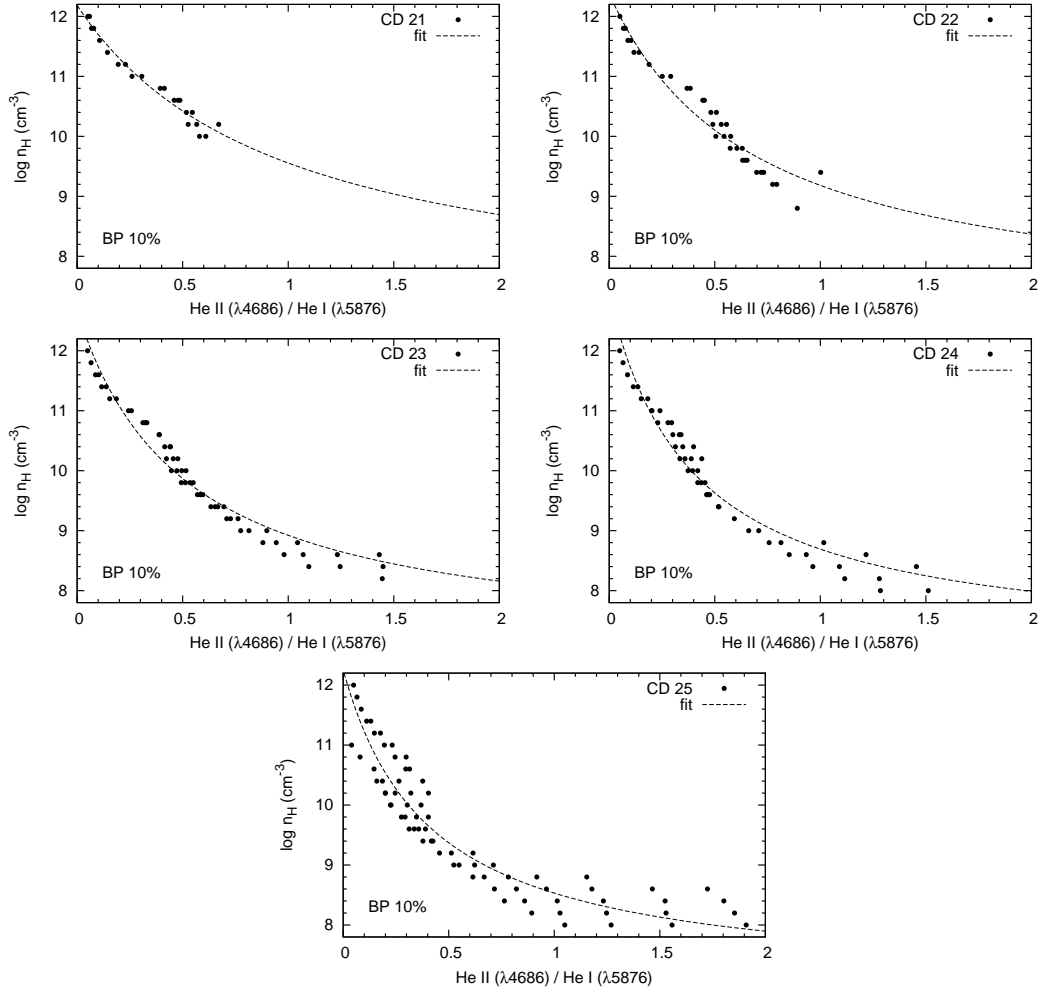 12
11
10
9
8
log n_H (cm^-3)
CD 21
fit
BP 10%
0 0.5 1 1.5 2
He II (λ4686) / He I (λ5876)
12
11
10
9
8
log n_H (cm^-3)
CD 22
fit
BP 10%
0 0.5 1 1.5 2
He II (λ4686) / He I (λ5876)
12
11
10
9
8
log n_H (cm^-3)
CD 23
fit
BP 10%
0 0.5 1 1.5 2
He II (λ4686) / He I (λ5876)
12
11
10
9
8
log n_H (cm^-3)
CD 24
fit
BP 10%
0 0.5 1 1.5 2
He II (λ4686) / He I (λ5876)
12
11
10
9
8
log n_H (cm^-3)
CD 25
fit
BP 10%
0 0.5 1 1.5 2
He II (λ4686) / He I (λ5876)